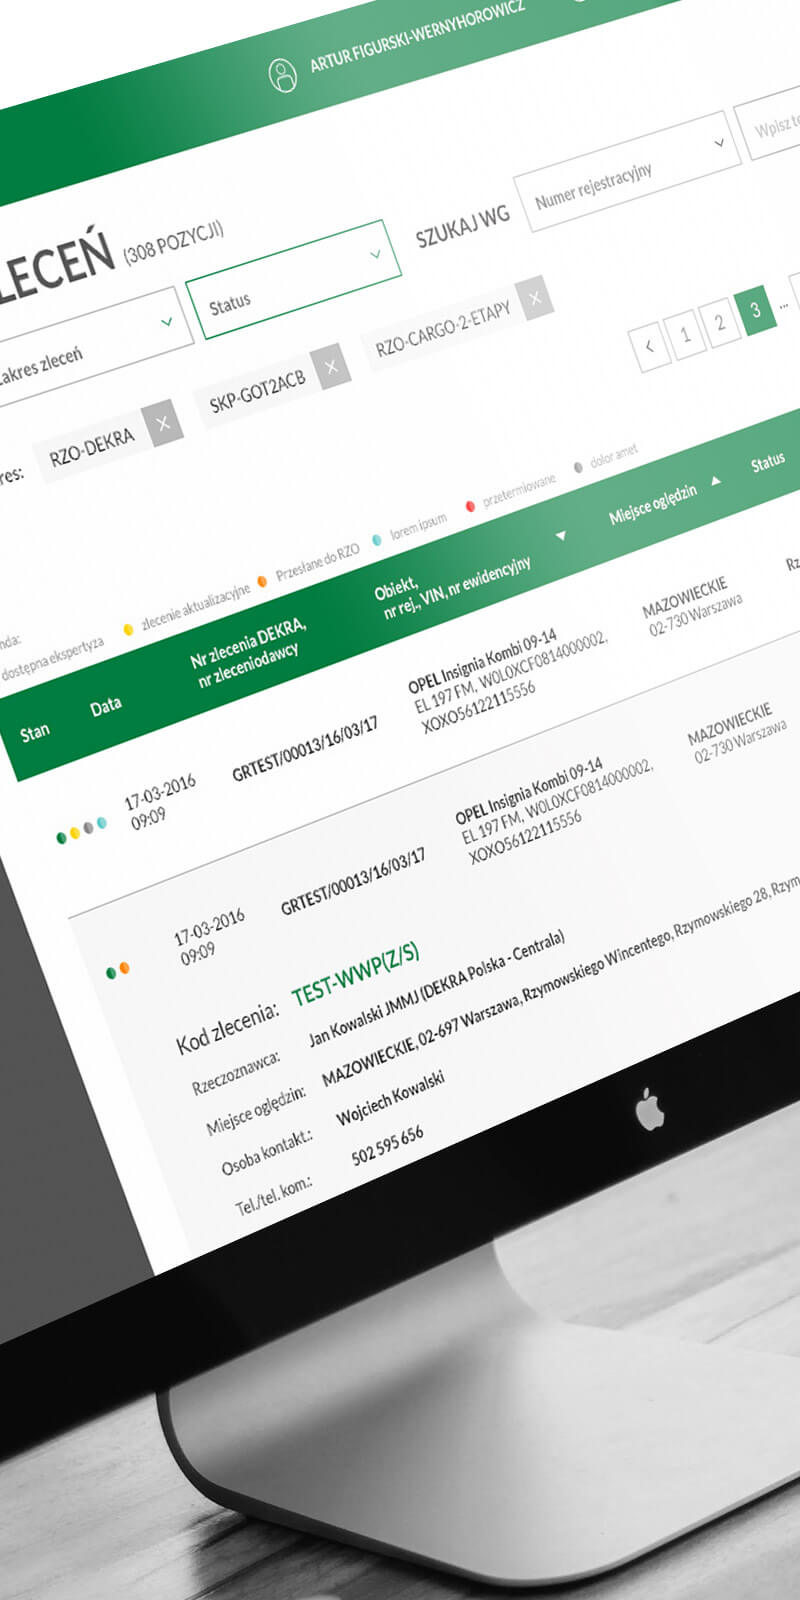 ARTUR FIGURSKI-WERNYHOROWICZ
LECEŃ (308 POZYCJI)
SZUKAJ WG
Numer rejestracyjny
Wpisz te
akres zleceń
Status
res:
RZO-DEKRA X
SKP-GOT2ACB X
RZO-CARGO-2-ETAPY X
< 1 2 3 ...
nda:
dostępna ekspertyza
zlecenie aktualizacyjne
Przesłane do RZO
lorem ipsum
przetermiowane
dolor amet
Stan
Data
Nr zlecenia DEKRA,
nr zleceniodawcy
Obiekt,
nr rej., VIN, nr ewidencyjny
Miejsce oględzin
Status
17-03-2016
09:09
GRTEST/00013/16/03/17
OPEL Insignia Kombi 09-14
EL 197 FM, W0L0XCF0814000002,
XOXO56122115556
MAZOWIECKIE
02-730 Warszawa
Rz
17-03-2016
09:09
GRTEST/00013/16/03/17
OPEL Insignia Kombi 09-14
EL 197 FM, W0L0XCF0814000002,
XOXO56122115556
MAZOWIECKIE
02-730 Warszawa
Kod zlecenia: TEST-WWP(Z/S)
Rzeczoznawca: Jan Kowalski JMMJ (DEKRA Polska - Centrala)
Miejsce oględzin: MAZOWIECKIE, 02-697 Warszawa, Rzymowskiego Wincentego, Rzymowskiego 28, Rzym
Osoba kontakt.: Wojciech Kowalski
Tel./tel. kom.: 502 595 656